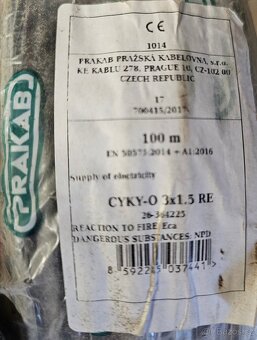 1014
PRAKAB PRAŽSKÁ KABELOVNA, s.r.o.
KE KABLU 278, PRAGUE 10, CZ-102 00
CZECH REPUBLIC
17
PRAKAB
100 m
EN 50575:2014 + A1:2016
Supply of electricity
CYKY-O 3x1.5 RE
REACTION TO FIRE: Eca
DANGEROUS SUBSTANCES: NPD